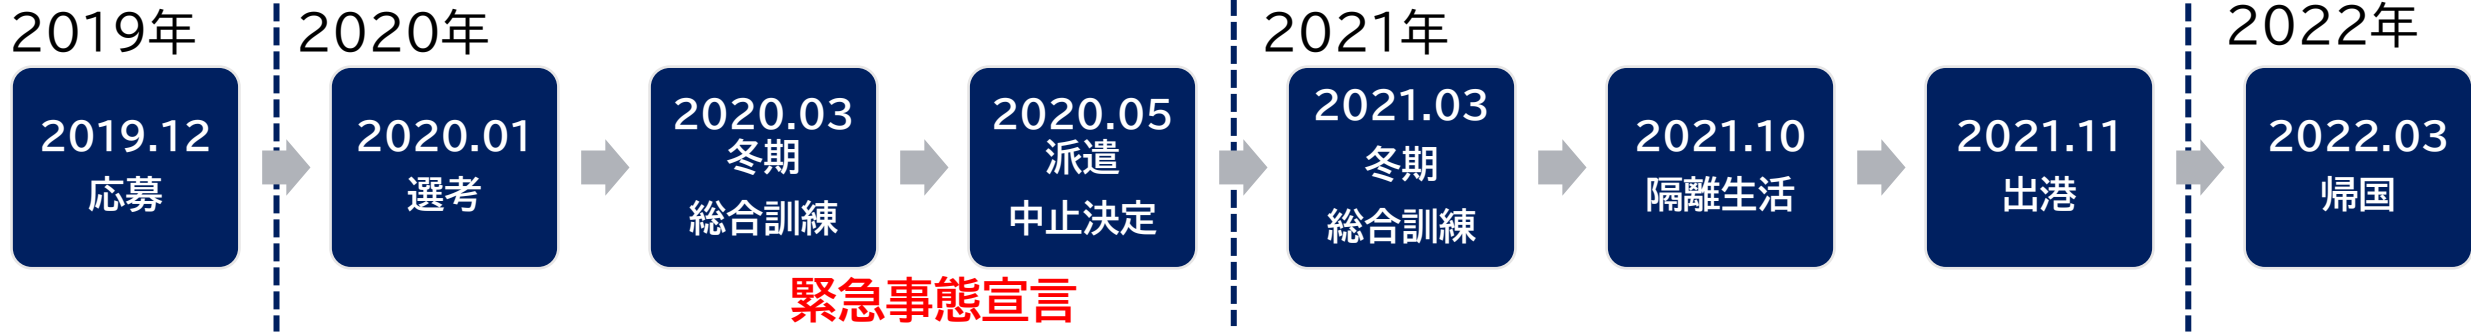 2019年
2019.12
応募
2020年
2020.01
選考
2020.03
冬期
総合訓練
2020.05
派遣
中止決定
緊急事態宣言
2021年
2021.03
冬期
総合訓練
2021.10
隔離生活
2021.11
出港
2022年
2022.03
帰国